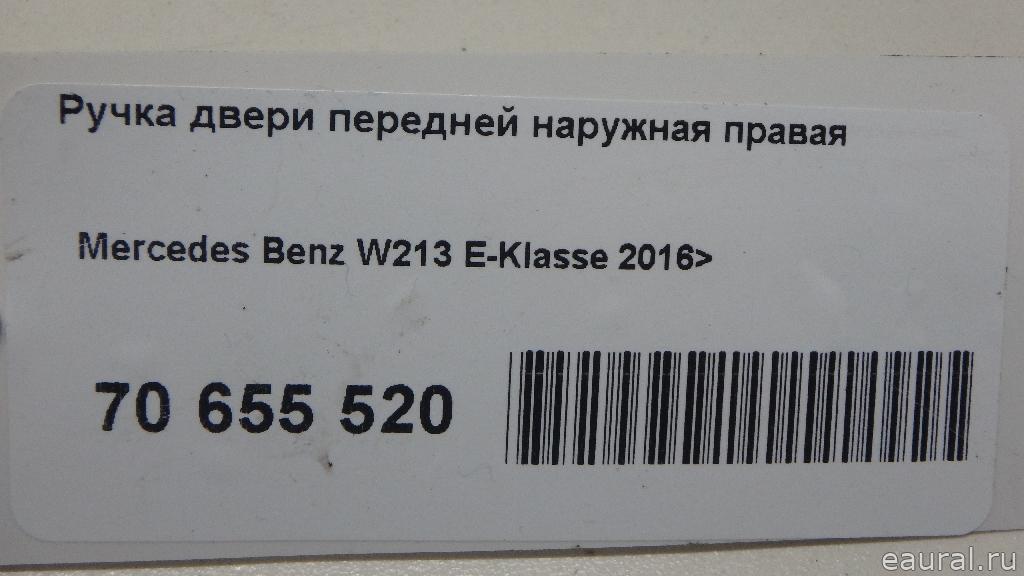 Ручка двери передней наружная правая
Mercedes Benz W213 E-Klasse 2016>
70 655 520
eaural.ru